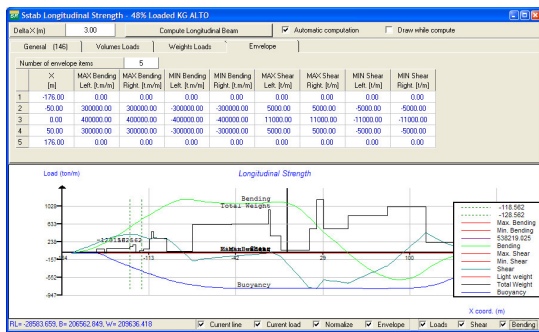 Sstab Longitudinal Strength - 48% Loaded KG ALTO
Delta X (m) 3.00 Compute Longitudinal Beam Automatic computation Draw while compute
General (146) Volumes Loads Weights Loads Envelope
Number of envelope items 5
X [m] MAX Bending Left. [t.m/m] MAX Bending Right. [t.m/m] MIN Bending Left. [t.m/m] MIN Bending Right. [t.m/m] MAX Shear Left. [t/m] MAX Shear Right. [t/m] MIN Shear Left. [t/m] MIN Shear Right. [t/m]
1 -176.00 0.00 0.00 0.00 0.00 0.00 0.00 0.00 0.00
2 -50.00 300000.00 300000.00 -300000.00 -300000.00 5000.00 5000.00 -5000.00 -5000.00
3 0.00 400000.00 400000.00 -400000.00 -400000.00 11000.00 11000.00 -11000.00 -11000.00
4 50.00 300000.00 300000.00 -300000.00 -300000.00 5000.00 5000.00 -5000.00 -5000.00
5 176.00 0.00 0.00 0.00 0.00 0.00 0.00 0.00 0.00
Load (ton/m) Longitudinal Strength
Bending
Total Weight
1028
633
238
-157
-552
-947
-184 -113 -42 29 100
Buoyancy
-118.562
-128.562
Max. Bending
Min. Bending
538219.825
Bending
Max. Shear
Min. Shear
Shear
Light weight
Total Weight
Buoyancy
X coord. (m)
RL= -28583.659, B= 206562.849, W= 209636.418 Current line Current load Normalize Envelope Loads Shear Bending